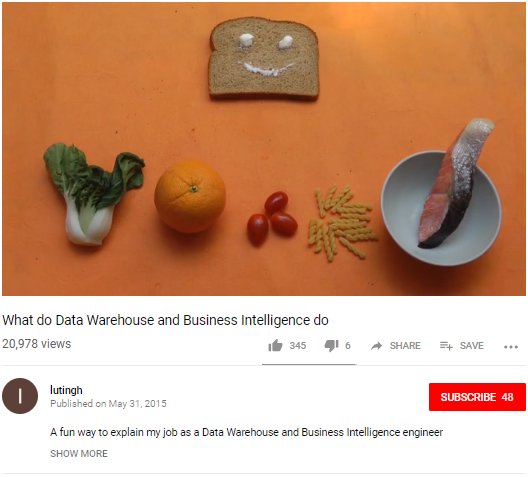 What do Data Warehouse and Business Intelligence do
20,978 views
345 6 SHARE SAVE
I
lutingh
Published on May 31, 2015
SUBSCRIBE 48
A fun way to explain my job as a Data Warehouse and Business Intelligence engineer
SHOW MORE